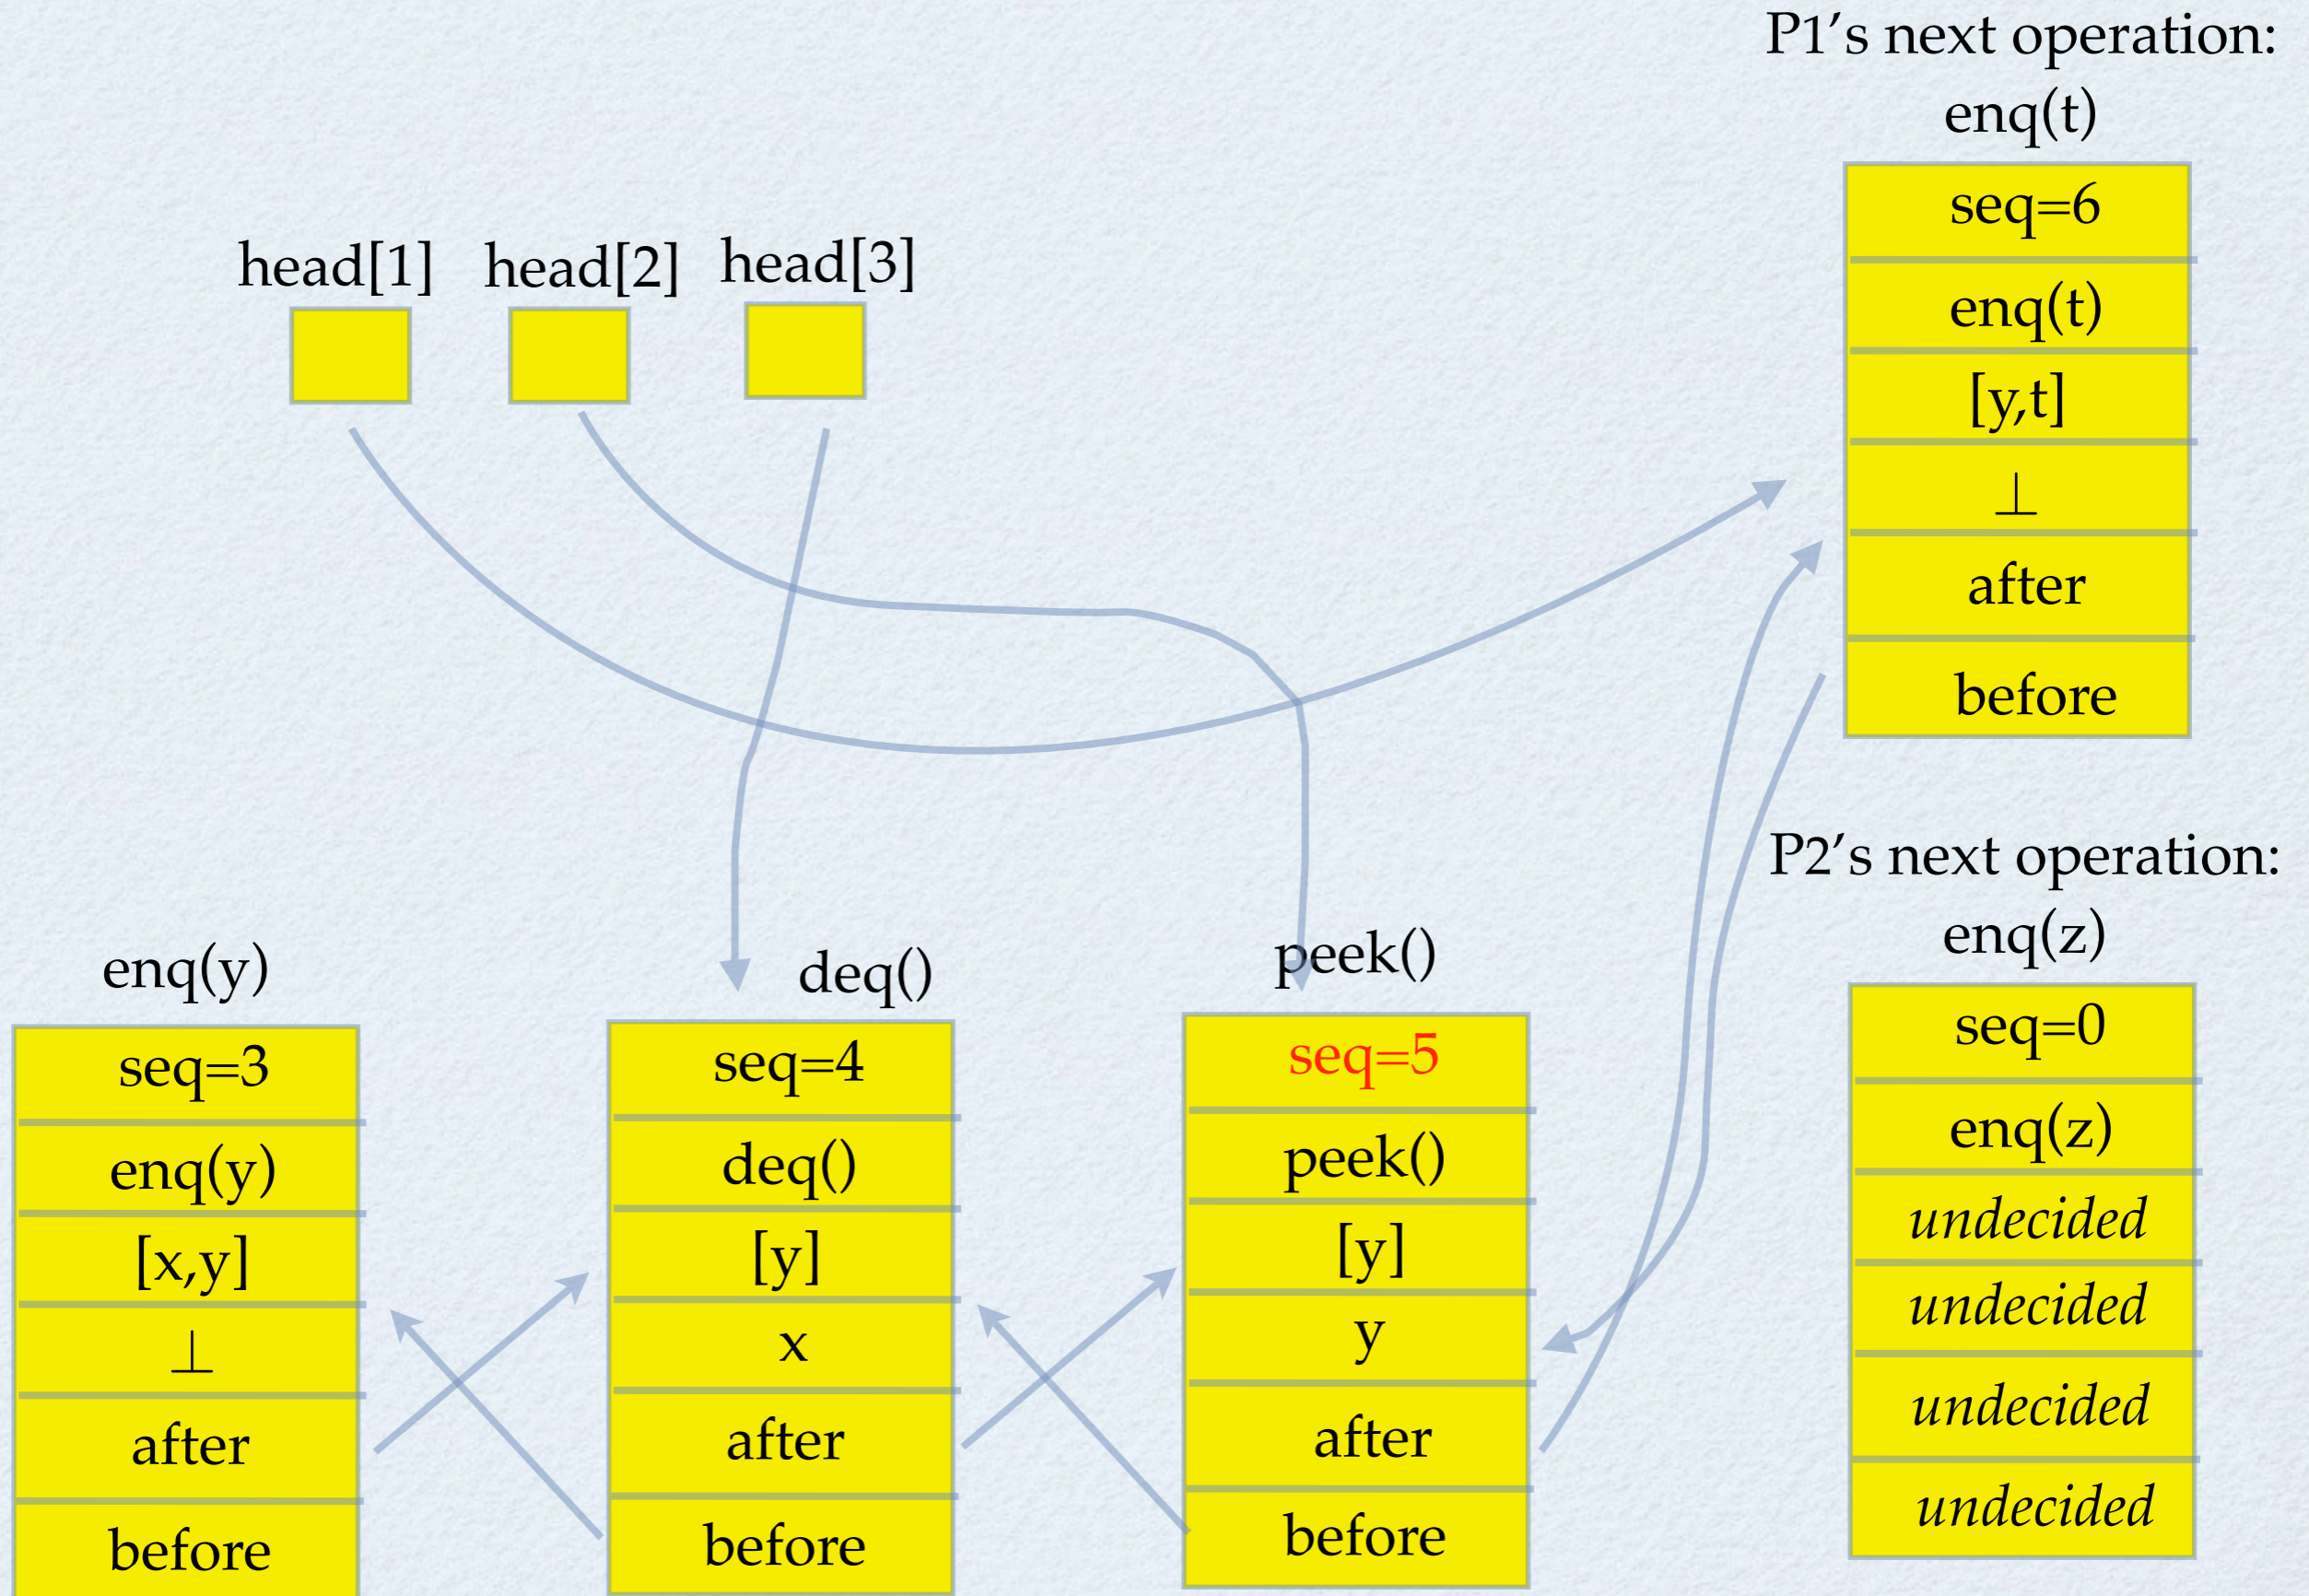 P1's next operation:
enq(t)
seq=6
enq(t)
[y,t]
⊥
after
before
head[1] head[2] head[3]
P2's next operation:
enq(z)
seq=0
enq(z)
undecided
undecided
undecided
undecided
enq(y)
seq=3
enq(y)
[x,y]
⊥
after
before
deq()
seq=4
deq()
[y]
x
after
before
peek()
seq=5
peek()
[y]
y
after
before